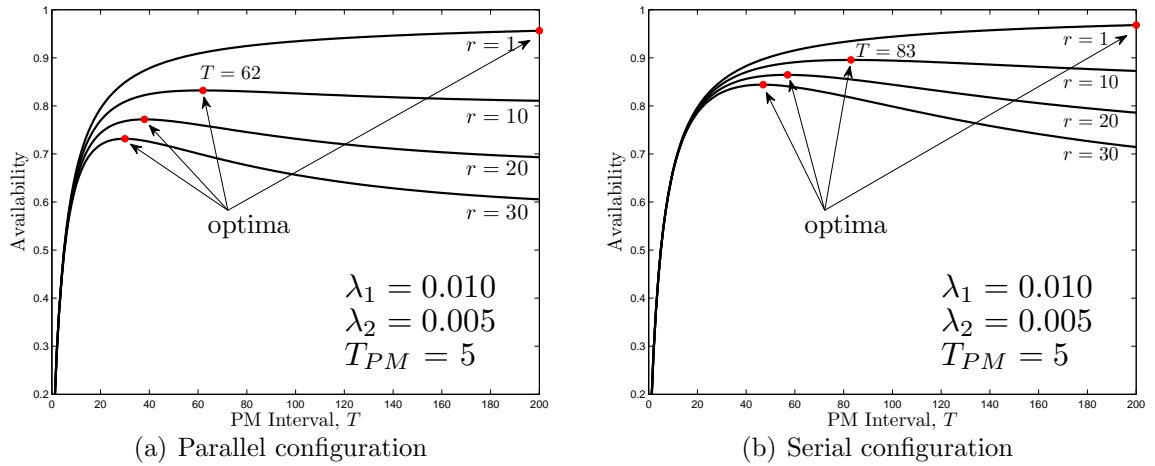 1
0.9
0.8
0.7
0.6
0.5
0.4
0.3
0.2
Availability
0 20 40 60 80 100 120 140 160 180 200
PM Interval, T
r = 1
T = 62
r = 10
r = 20
r = 30
optima
λ₁ = 0.010
λ₂ = 0.005
T_{PM} = 5
(a) Parallel configuration
1
0.9
0.8
0.7
0.6
0.5
0.4
0.3
0.2
Availability
0 20 40 60 80 100 120 140 160 180 200
PM Interval, T
r = 1
T = 83
r = 10
r = 20
r = 30
optima
λ₁ = 0.010
λ₂ = 0.005
T_{PM} = 5
(b) Serial configuration